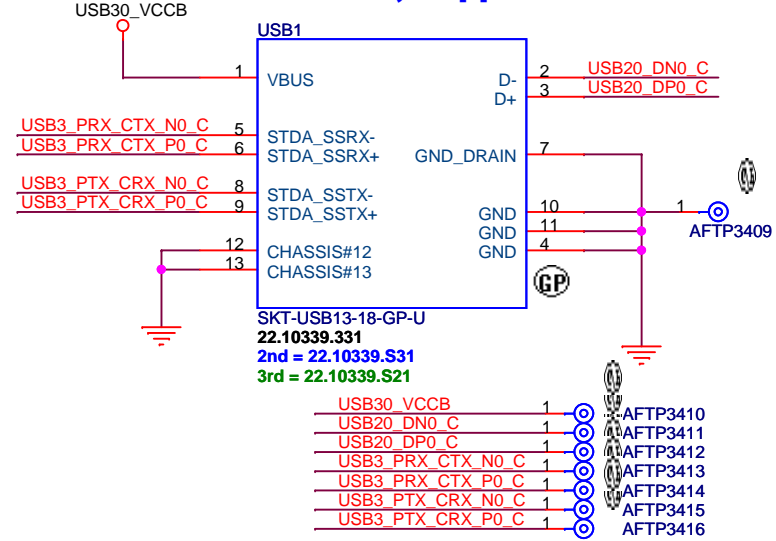 USB30_VCCB
USB1
1 VBUS D- 2 USB20_DN0_C
D+ 3 USB20_DP0_C
USB3_PRX_CTX_N0_C 5 STDA_SSRX-
USB3_PRX_CTX_P0_C 6 STDA_SSRX+ GND_DRAIN 7
USB3_PTX_CRX_N0_C 8 STDA_SSTX-
USB3_PTX_CRX_P0_C 9 STDA_SSTX+ GND 10 1
GND 11 AFTP3409
12 CHASSIS#12 GND 4
13 CHASSIS#13
GP
SKT-USB13-18-GP-U
22.10339.331
2nd = 22.10339.S31
3rd = 22.10339.S21
USB30_VCCB 1 AFTP3410
USB20_DN0_C 1 AFTP3411
USB20_DP0_C 1 AFTP3412
USB3_PRX_CTX_N0_C 1 AFTP3413
USB3_PRX_CTX_P0_C 1 AFTP3414
USB3_PTX_CRX_N0_C 1 AFTP3415
USB3_PTX_CRX_P0_C 1 AFTP3416